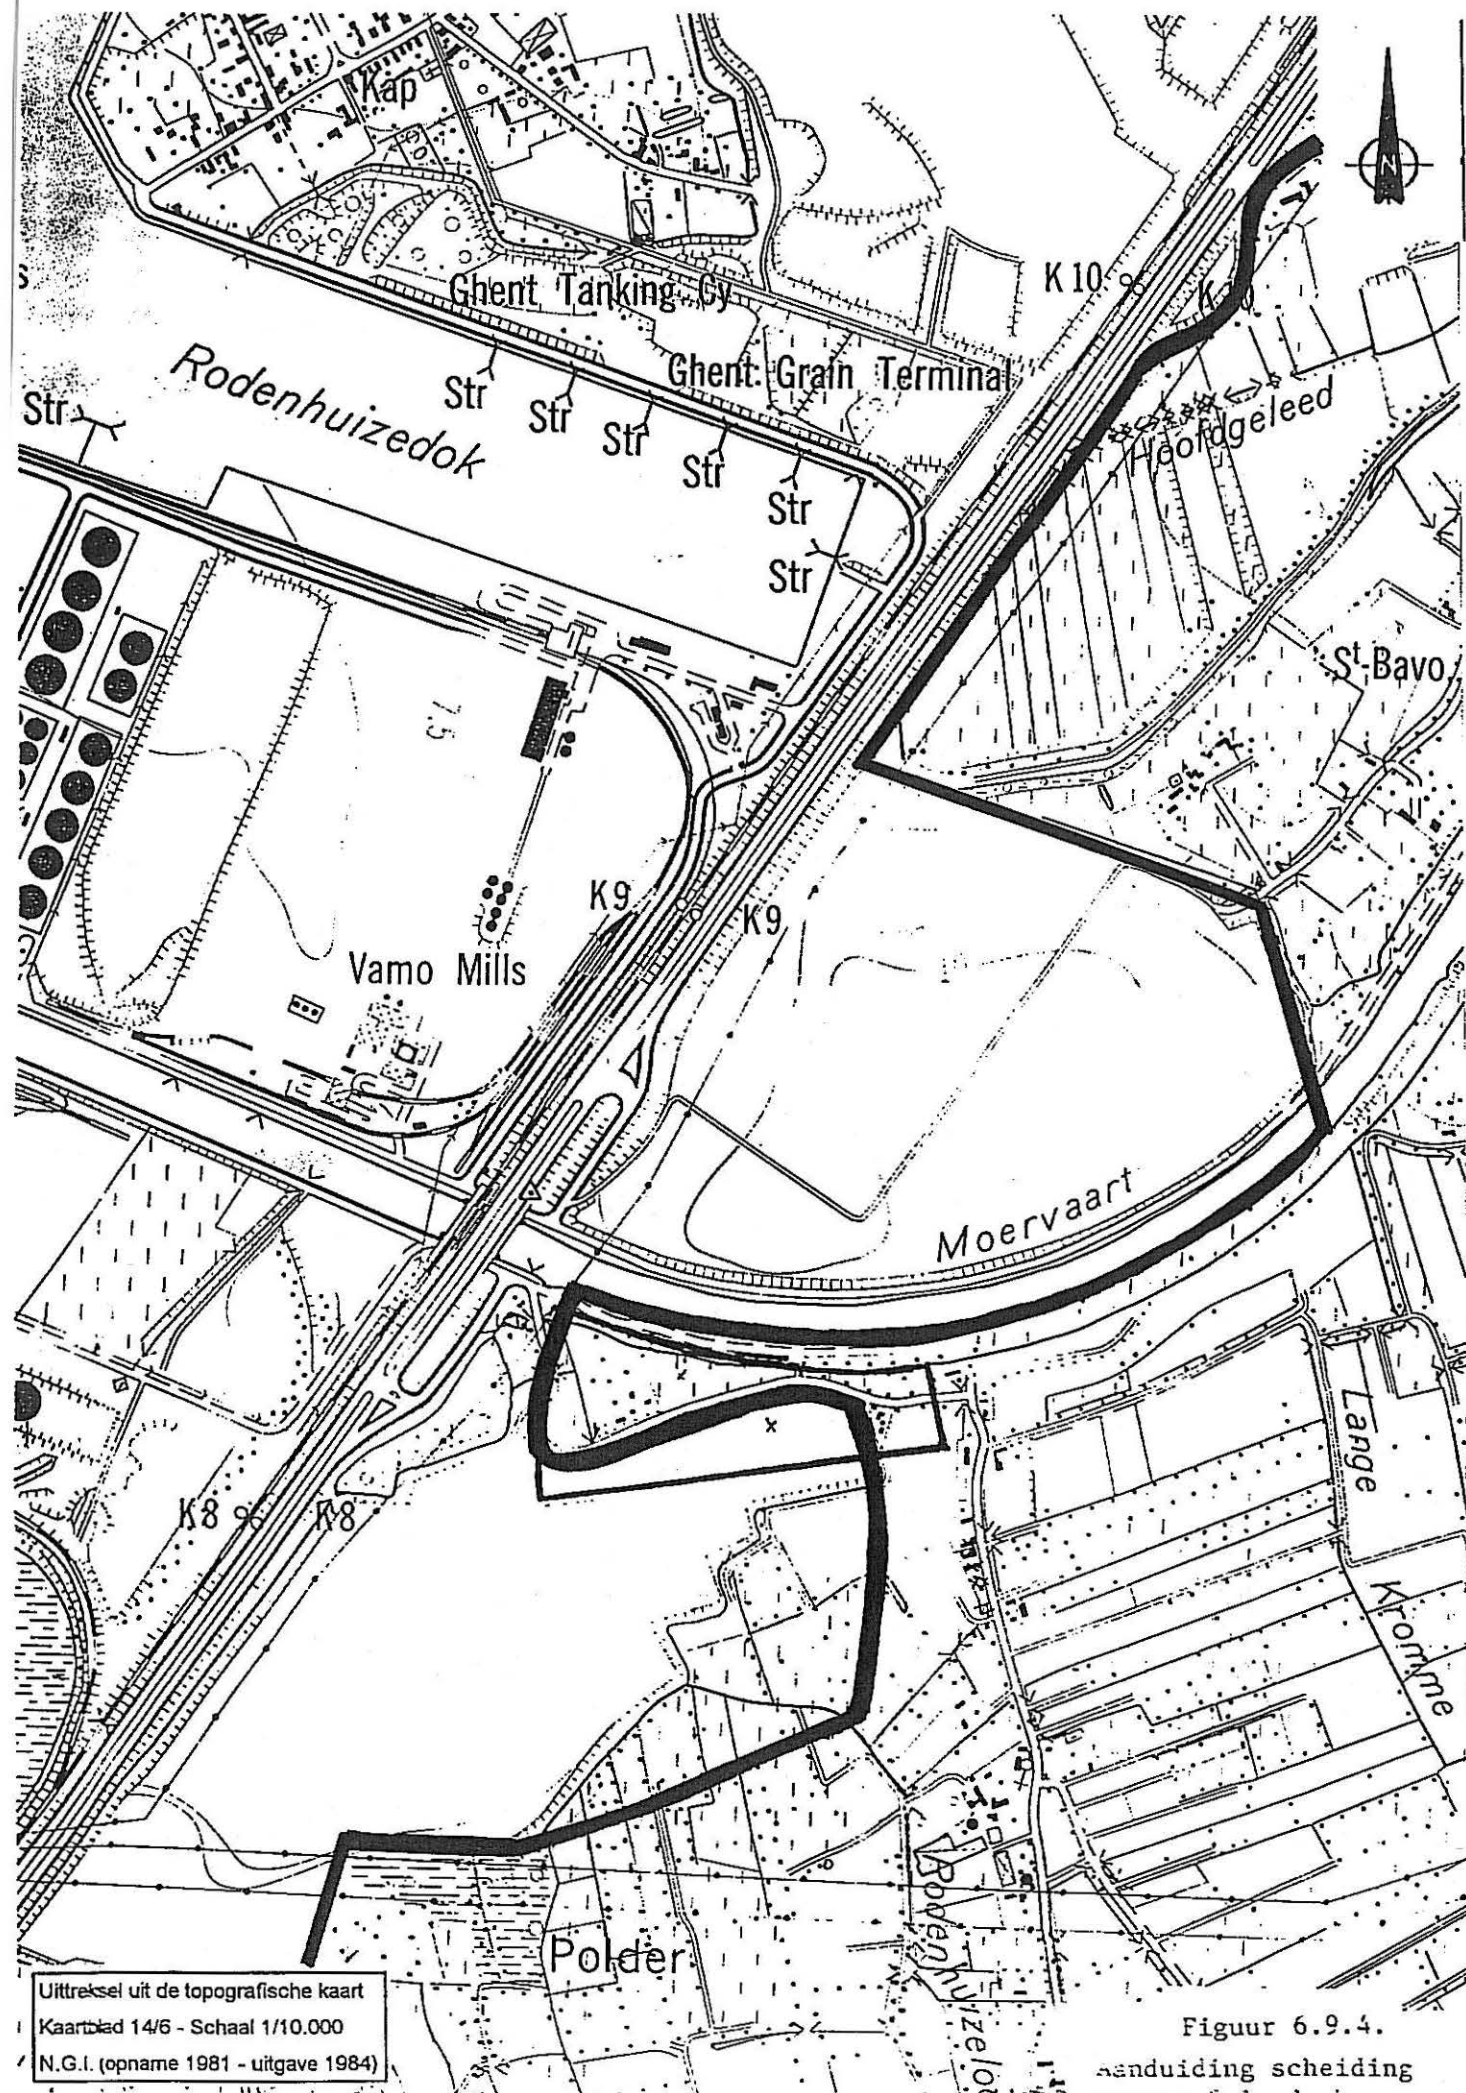 Kap
N
K 10
Ghent Tanking Cy
Ghent Grain Terminal
Rodenhuizedok
Str
Str
Str
Str
Str
Str
Str
Hoofdgeleed
St-Bavo
7.5
K9
K9
Vamo Mills
Moervaart
Lange
Kromme
K8
K8
Polder
Uittreksel uit de topografische kaart
Kaartblad 14/6 - Schaal 1/10.000
N.G.I. (opname 1981 - uitgave 1984)
Figuur 6.9.4.
Aanduiding scheiding